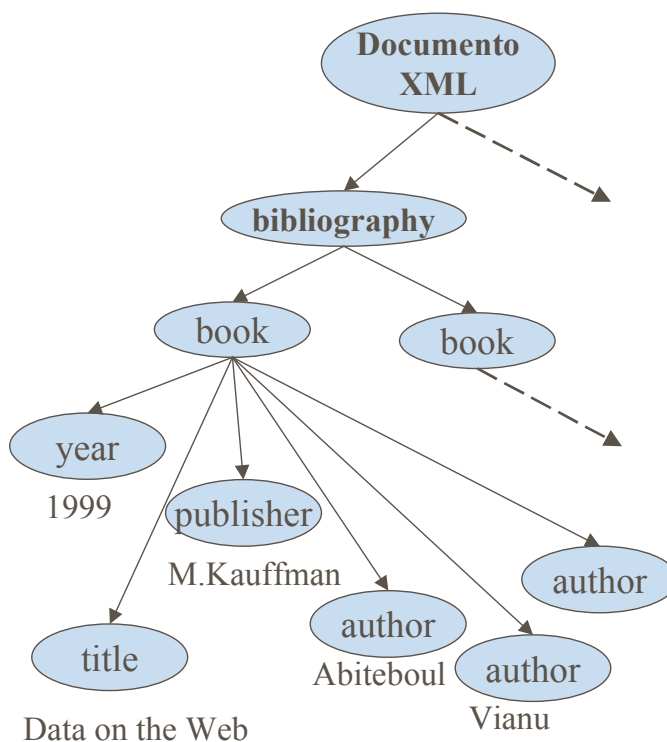 Documento
XML
bibliography
book
book
year
1999
publisher
M.Kauffman
author
author
Abiteboul
title
author
Vianu
Data on the Web